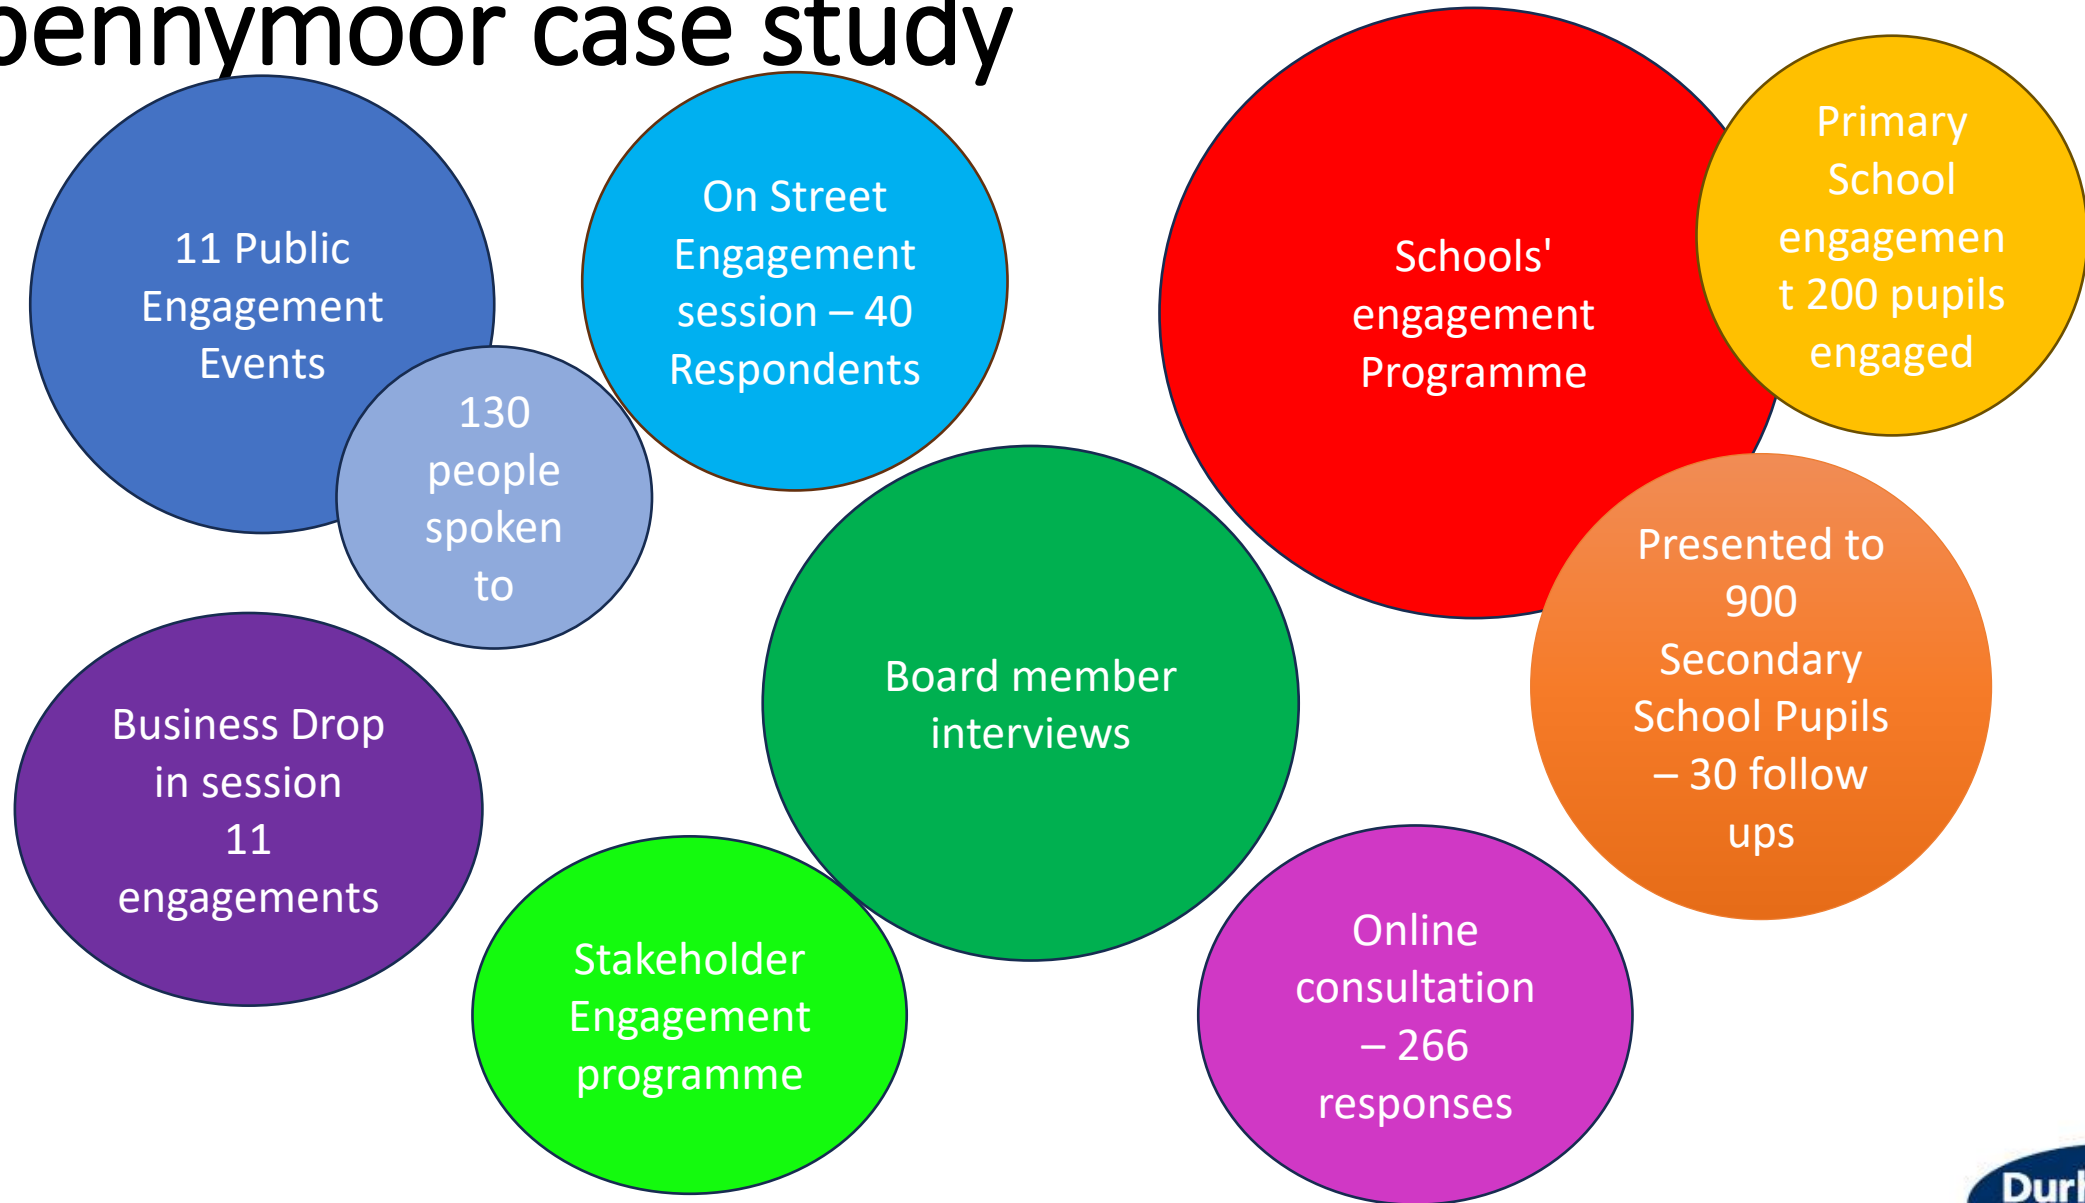 pennymoor case study
11 Public
Engagement
Events
130
people
spoken
to
On Street
Engagement
session – 40
Respondents
Schools'
engagement
Programme
Primary
School
engagemen
t 200 pupils
engaged
Presented to
900
Secondary
School Pupils
– 30 follow
ups
Board member
interviews
Business Drop
in session
11
engagements
Stakeholder
Engagement
programme
Online
consultation
– 266
responses